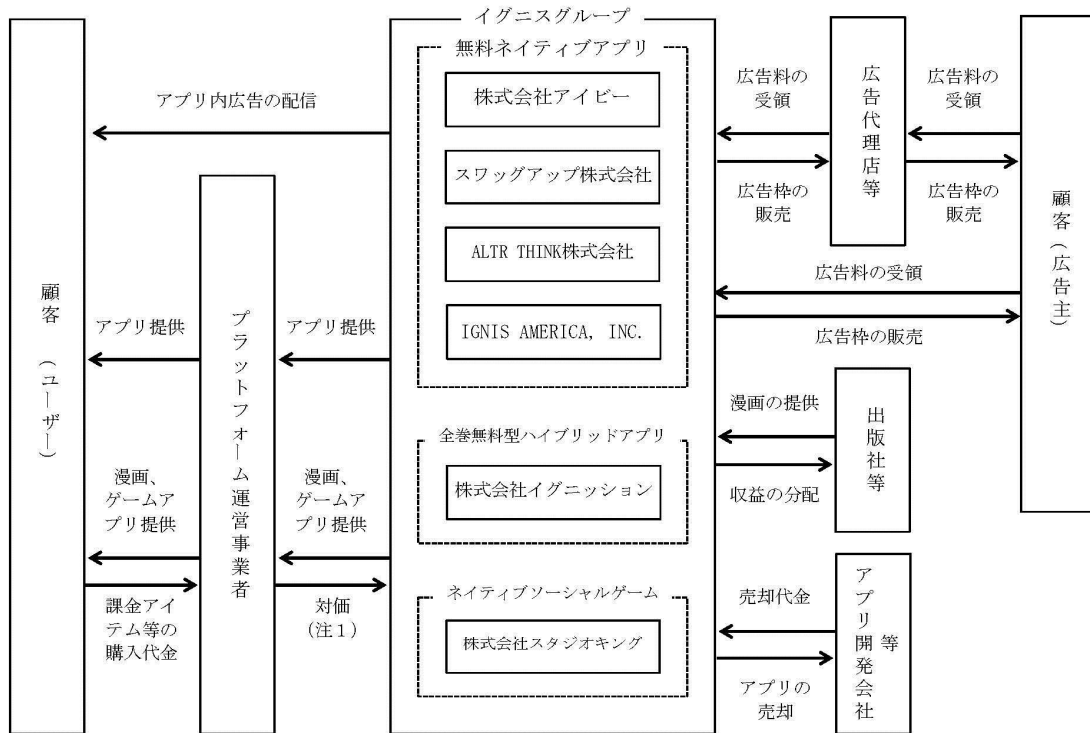 イグニスグループ
無料ネイティブアプリ
株式会社アイビー
スワッグアップ株式会社
ALTR THINK株式会社
IGNIS AMERICA, INC.
全巻無料型ハイブリッドアプリ
株式会社イグニッション
ネイティブソーシャルゲーム
株式会社スタジオキング
顧客（ユーザー）
アプリ内広告の配信
プラットフォーム運営事業者
アプリ提供
アプリ提供
漫画、
ゲームア
プリ提供
漫画、
ゲームア
プリ提供
課金アイ
テム等の
購入代金
対価
（注１）
広告料の
受領
広告枠の
販売
広告代理店等
広告料の
受領
広告枠の
販売
顧客（広告主）
広告料の受領
広告枠の販売
漫画の提供
収益の分配
出版社等
売却代金
アプリの
売却
アプリ開発会社
等